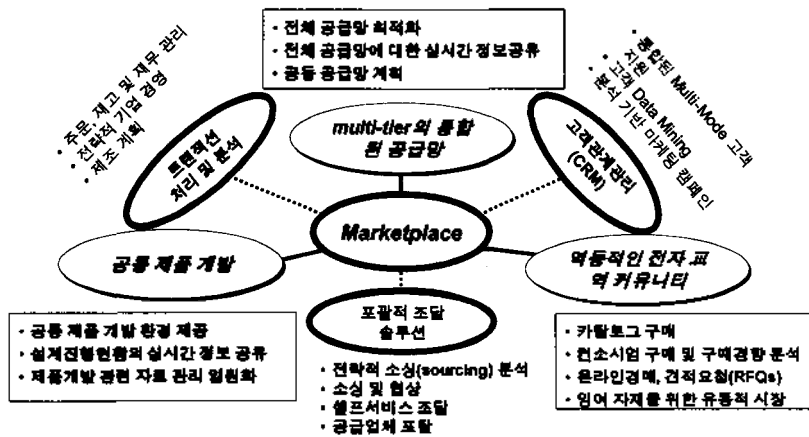 • 전체 공급망 최적화
• 전체 공급망에 대한 실시간 정보공유
• 공동 공급망 계획
• 주문, 재고 및 재무 관리
• 전략적 기업 경영
• 제조 계획
트랜젝션
처리 및 분석
multi-tier의 통합
된 공급망
고객관계관리
(CRM)
• 통합된 Multi-Mode 고객
지원
• 고객 Data Mining
• 분석 기반 마케팅 캠페인
Marketplace
공통 제품 개발
역동적인 전자 교
역 커뮤니티
포괄적 조달
솔루션
• 공통 제품 개발 환경 제공
• 설계진행현황의 실시간 정보 공유
• 제품개발 관련 자료 관리 일원화
• 전략적 소싱(sourcing) 분석
• 소싱 및 협상
• 셀프서비스 조달
• 공급업체 포탈
• 카탈로그 구매
• 컨소시엄 구매 및 구매경향 분석
• 온라인경매, 견적요청(RFQs)
• 잉여 자재를 위한 유통적 시장